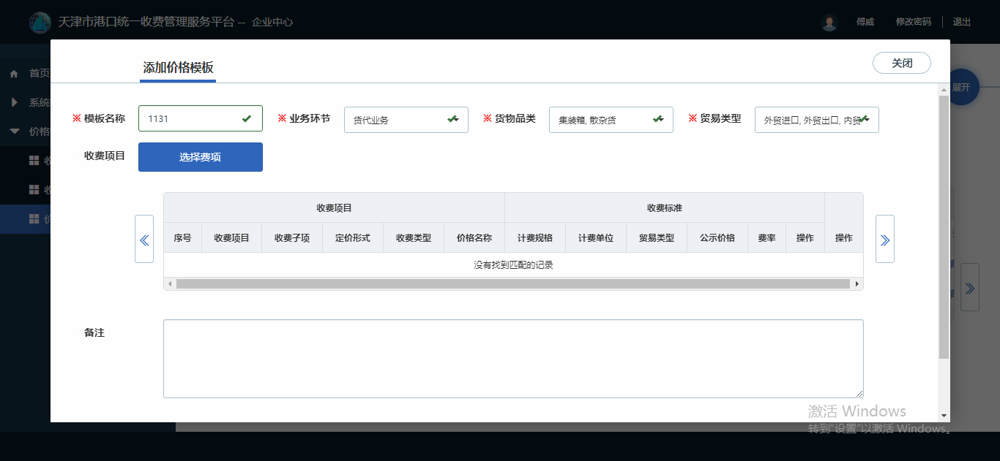 天津市港口统一收费管理服务平台 -- 企业中心
傅威 修改密码 退出
添加价格模板
关闭
首页
展开
系统
※ 模板名称 1131 ※ 业务环节 货代业务 ※ 货物品类 集装箱, 散杂货 ※ 贸易类型 外贸进口, 外贸出口, 内贸
价格
收费项目 选择费项
收
收
价
收费项目 收费标准
序号 收费项目 收费子项 定价形式 收费类型 价格名称 计费规格 计费单位 贸易类型 公示价格 费率 操作 操作
没有找到匹配的记录
备注
激活 Windows
转到"设置"以激活 Windows。